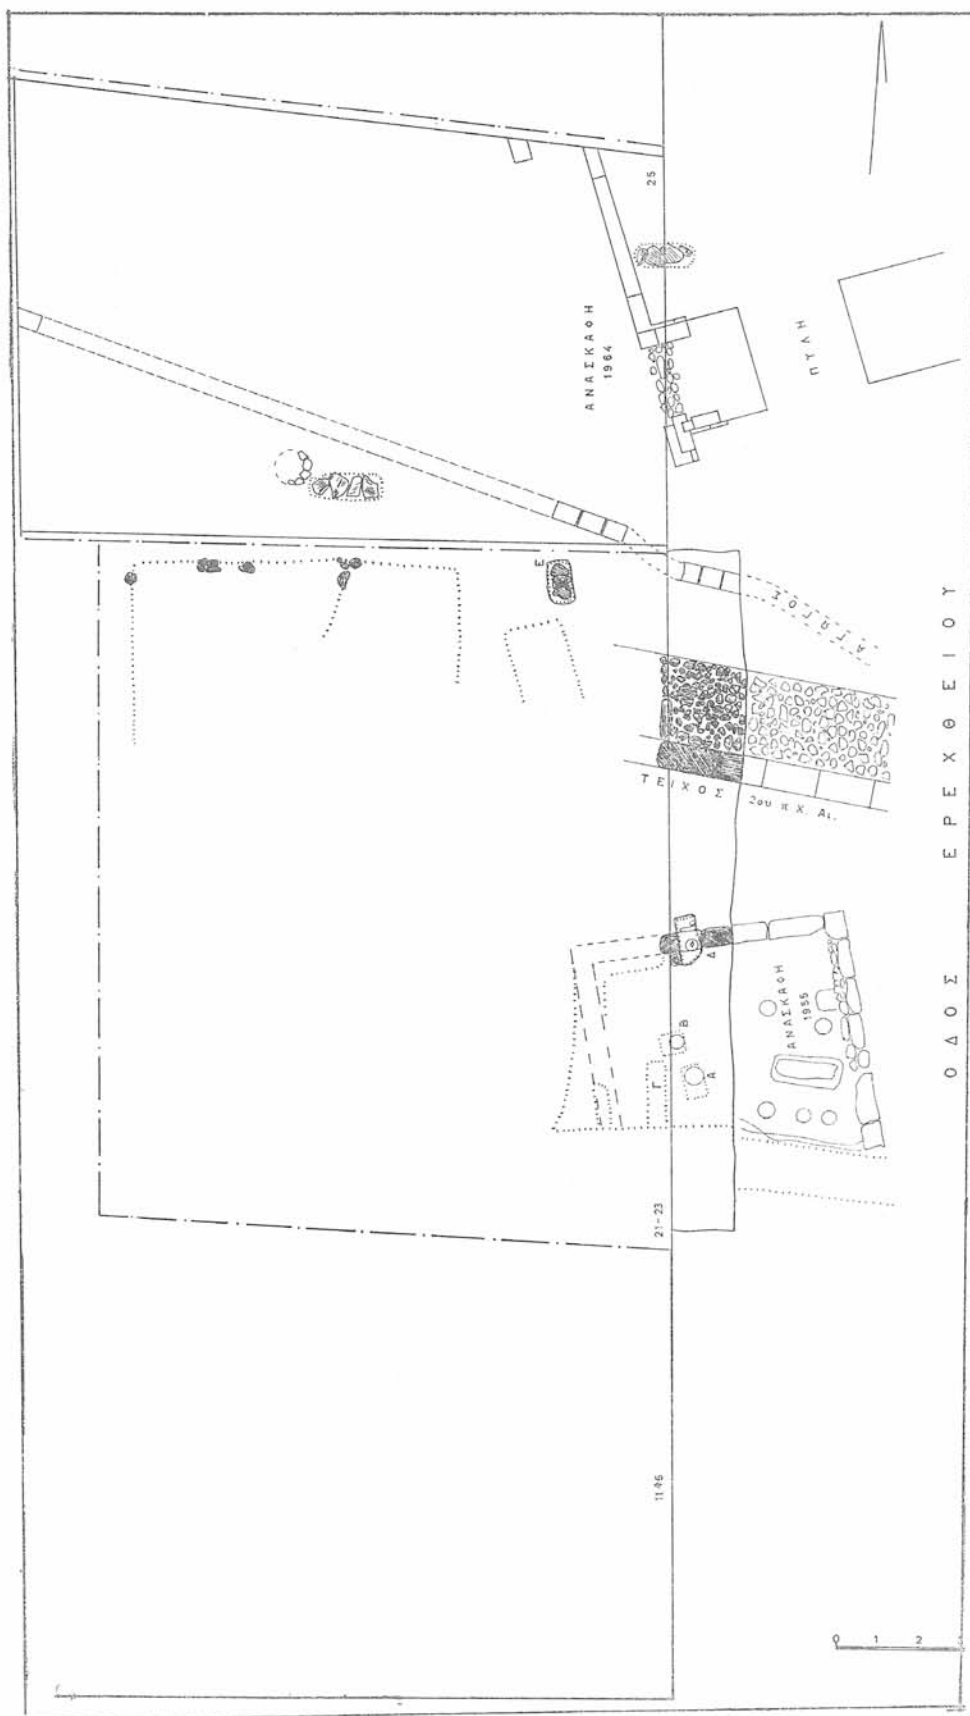 25
ΑΝΑΣΚΑΦΗ
1964
ΠΥΛΗ
Ε
ΑΓΩΓΟΣ
ΤΕΙΧΟΣ 2ου π Χ. Αι.
ΟΔΟΣ ΕΡΕΧΘΕΙΟΥ
Δ
Β
Γ
Α
ΑΝΑΣΚΑΦΗ
1955
21-23
0 1 2